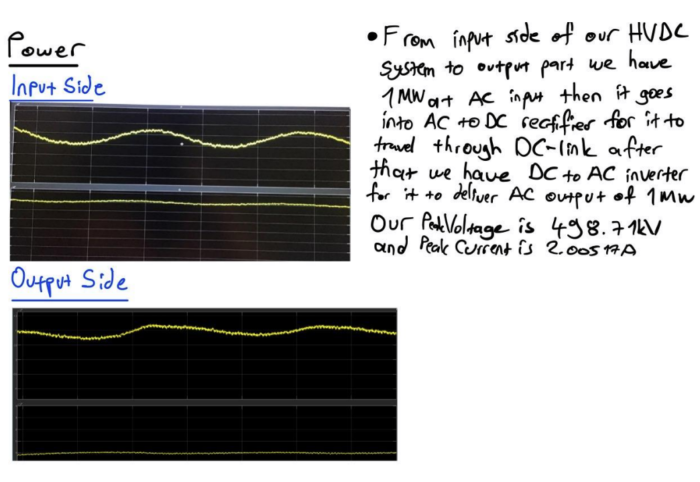 Power
Input Side
Output Side
• From input side of our HVDC
System to output part we have
1MW at AC input then it goes
into AC to DC rectifier for it to
travel through DC-link after
that we have DC to AC inverter
for it to deliver AC output of 1MW
Our PeakVoltage is 498.71kV
and Peak Current is 2.00517A